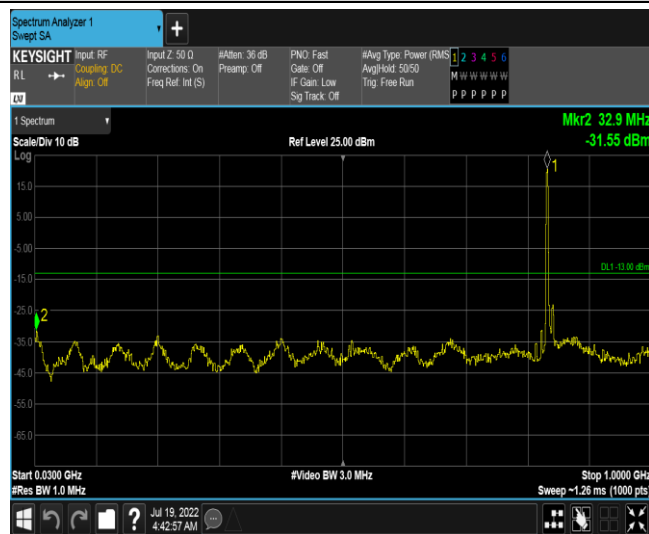 Spectrum Analyzer 1
Swept SA
KEYSIGHT Input: RF Input Z: 50 Ω #Atten: 36 dB PNO: Fast #Avg Type: Power (RMS 1 2 3 4 5 6
RL Coupling: DC Corrections: On Preamp: Off Gate: Off Avg|Hold: 50/50 M W W W W W
Align: Off Freq Ref: Int (S) IF Gain: Low Trig: Free Run
Sig Track: Off P P P P P P
LXI
1 Spectrum Mkr2 32.9 MHz
Scale/Div 10 dB Ref Level 25.00 dBm -31.55 dBm
Log
1
15.0
5.00
-5.00
DL1 -13.00 dBm
-15.0
-25.0
2
-35.0
-45.0
-55.0
-65.0
Start 0.0300 GHz #Video BW 3.0 MHz Stop 1.0000 GHz
#Res BW 1.0 MHz Sweep ~1.26 ms (1000 pts)
? Jul 19, 2022
4:42:57 AM